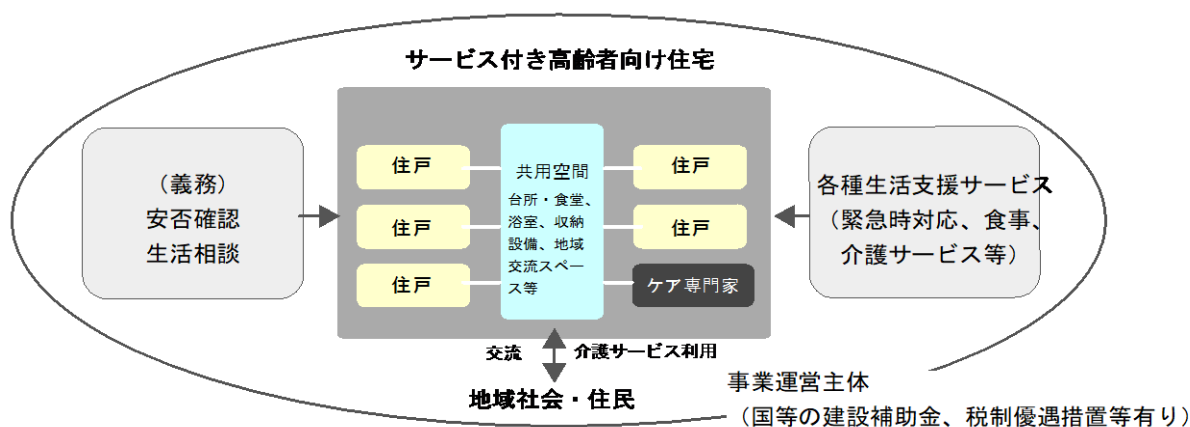 サービス付き高齢者向け住宅
（義務）
安否確認
生活相談
住戸
住戸
住戸
共用空間
台所・食堂、
浴室、収納
設備、地域
交流スペー
ス等
住戸
住戸
ケア専門家
各種生活支援サービス
（緊急時対応、食事、
介護サービス等）
交流
介護サービス利用
地域社会・住民
事業運営主体
（国等の建設補助金、税制優遇措置等有り）